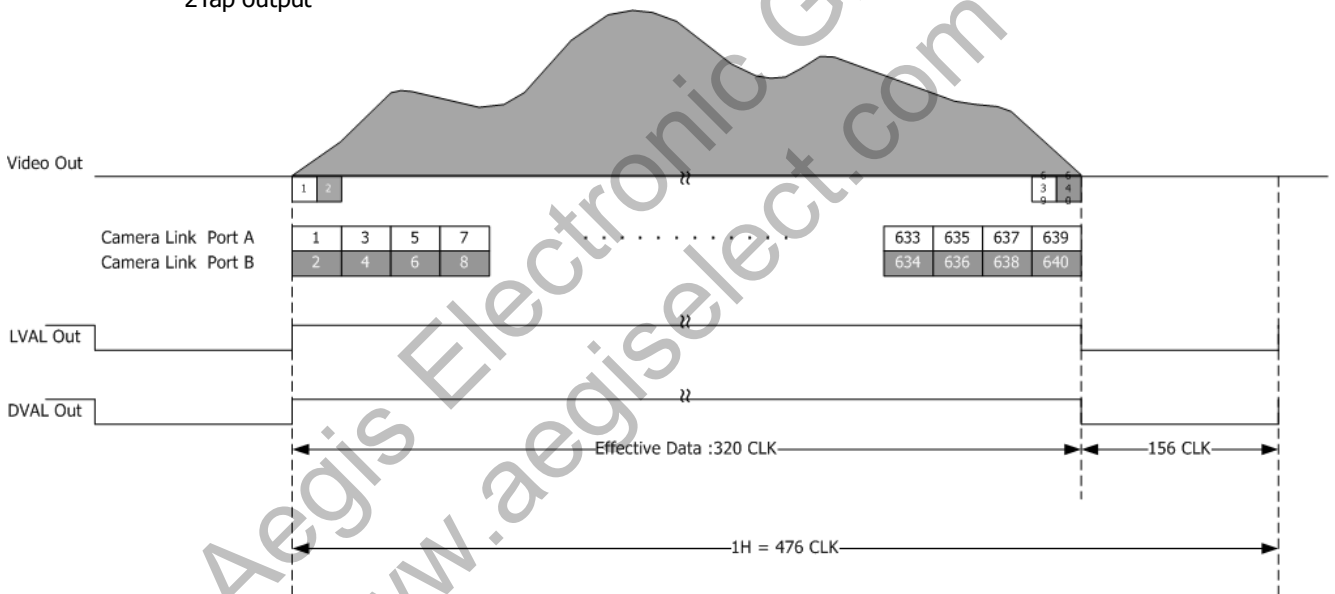 2Tap output
Video Out
1 2
639 640
Camera Link Port A 1 3 5 7 . . . . . . . . . . . . 633 635 637 639
Camera Link Port B 2 4 6 8 634 636 638 640
LVAL Out
DVAL Out
Effective Data :320 CLK
156 CLK
1H = 476 CLK
Aegis Electronic G
ww.aegiselect.com